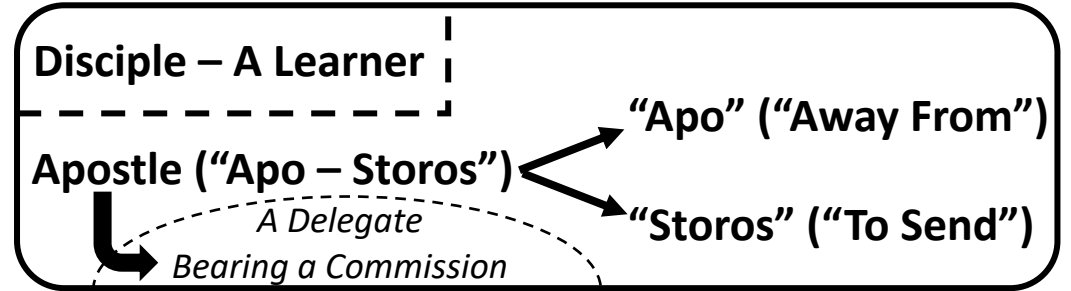 Disciple – A Learner
Apostle (“Apo – Storos”)
“Apo” (“Away From”)
“Storos” (“To Send”)
A Delegate
Bearing a Commission